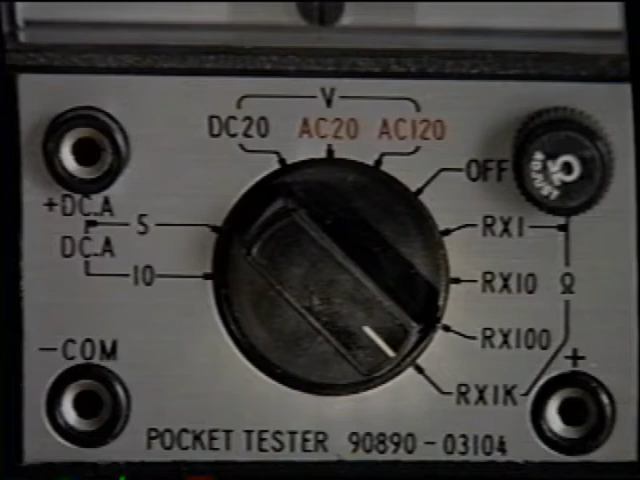 V
DC20 AC20 AC120
OFF
+DC.A
5
RX1
DC.A
10
RX10 Ω
RX100
-COM
+
RX1K
POCKET TESTER 90890-03104